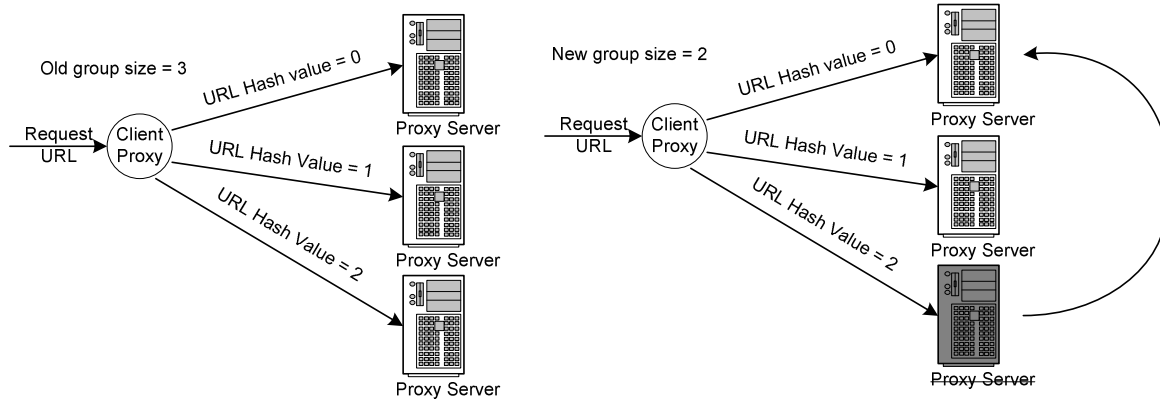 Old group size = 3
URL Hash value = 0
Request
URL
Client
Proxy
URL Hash Value = 1
URL Hash Value = 2
Proxy Server
Proxy Server
Proxy Server
New group size = 2
URL Hash value = 0
Request
URL
Client
Proxy
URL Hash Value = 1
URL Hash Value = 2
Proxy Server
Proxy Server
Proxy Server